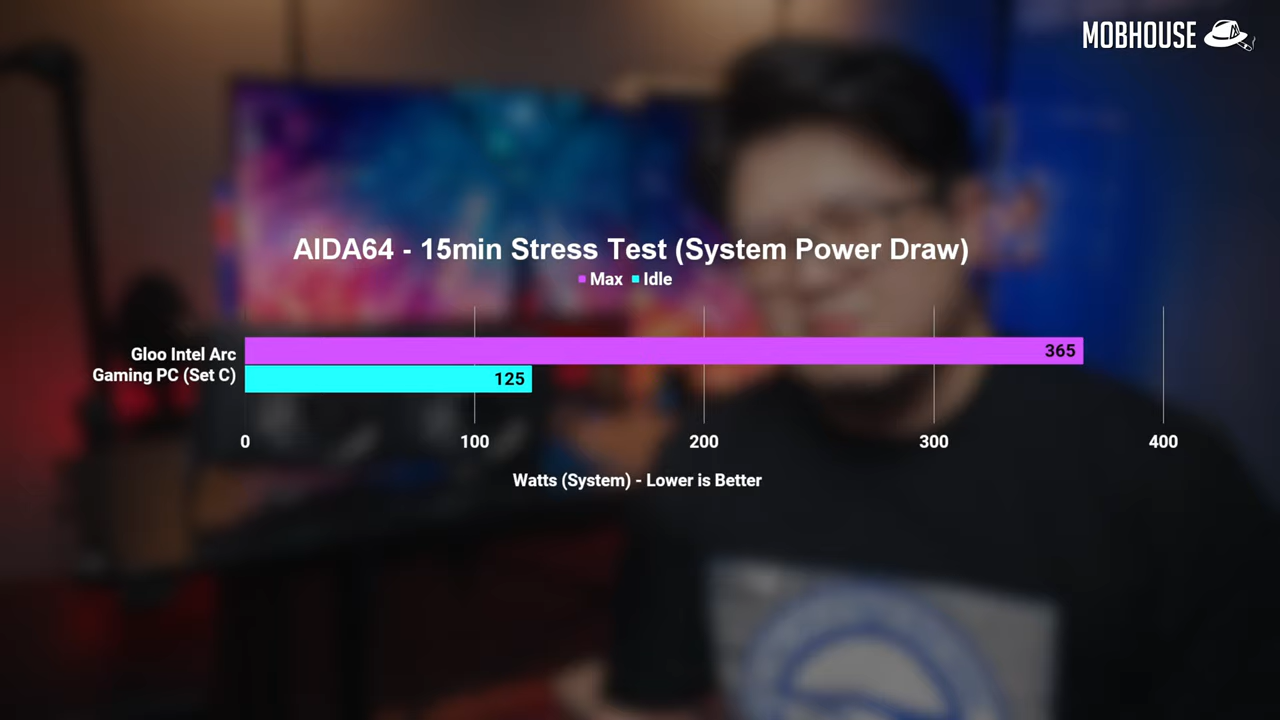 MOBHOUSE
AIDA64 - 15min Stress Test (System Power Draw)
Max Idle
Gloo Intel Arc
Gaming PC (Set C)
365
125
0 100 200 300 400
Watts (System) - Lower is Better